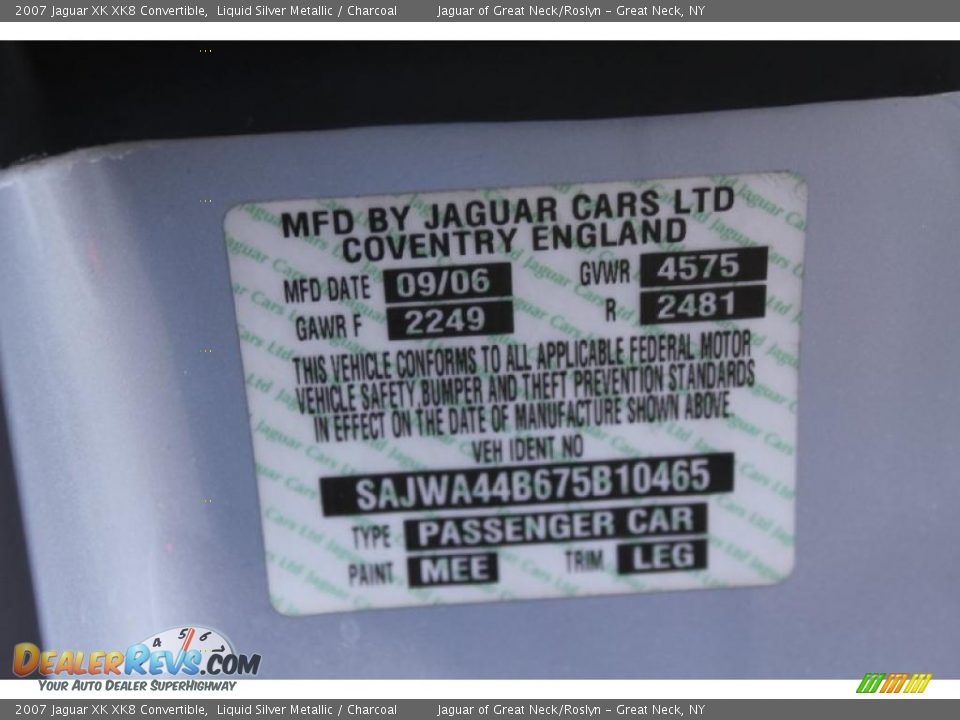 2007 Jaguar XK XK8 Convertible, Liquid Silver Metallic / Charcoal Jaguar of Great Neck/Roslyn - Great Neck, NY
MFD BY JAGUAR CARS LTD
COVENTRY ENGLAND
MFD DATE 09/06 GVWR 4575
GAWR F 2249 R 2481
THIS VEHICLE CONFORMS TO ALL APPLICABLE FEDERAL MOTOR
VEHICLE SAFETY BUMPER AND THEFT PREVENTION STANDARDS
IN EFFECT ON THE DATE OF MANUFACTURE SHOWN ABOVE.
VEH IDENT NO
SAJWA44B675B10465
TYPE PASSENGER CAR
PAINT MEE TRIM LEG
4 5 6
DEALERREVS.COM
YOUR AUTO DEALER SUPERHIGHWAY
2007 Jaguar XK XK8 Convertible, Liquid Silver Metallic / Charcoal Jaguar of Great Neck/Roslyn - Great Neck, NY